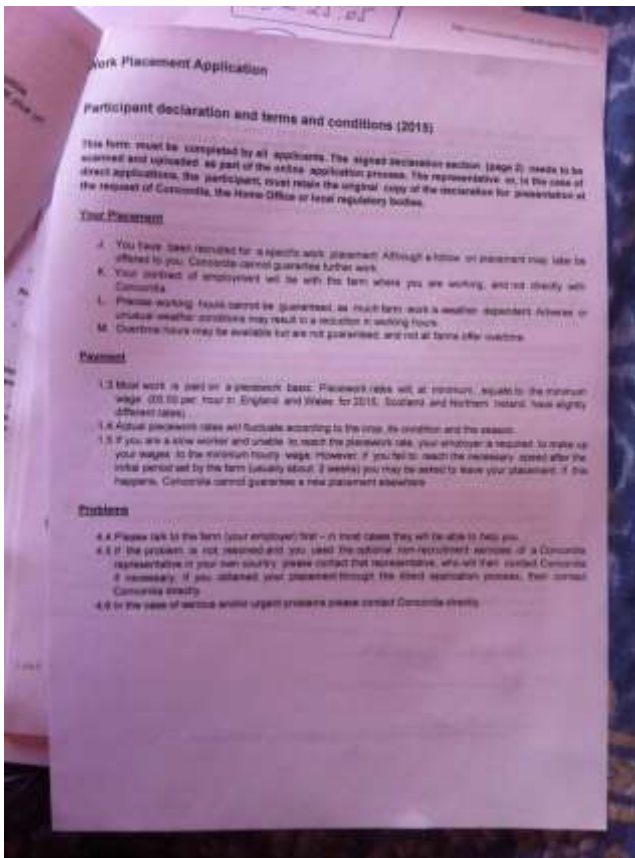 Work Placement Application
Participant declaration and terms and conditions (2015)
This form must be completed by all applicants. The signed declaration section (page 2) needs to be
scanned and uploaded as part of the online application process. The representative or, in the case of
direct applications, the participant, must retain the original copy of the declaration for presentation at
the request of Concordia, the Home Office or local regulatory bodies.
Your Placement
J. You have been recruited for a specific work placement. Although a follow on placement may later be
offered to you, Concordia cannot guarantee further work.
K. Your contract of employment will be with the farm where you are working, and not directly with
Concordia.
L. Precise working hours cannot be guaranteed, as much farm work is weather dependent. Adverse or
unusual weather conditions may result in a reduction in working hours.
M. Overtime hours may be available but are not guaranteed, and not all farms offer overtime.
Payment
1.3 Most work is paid on a piecework basis. Piecework rates will, at minimum, equate to the minimum
wage per hour in England and Wales for 2015, Scotland and Northern Ireland have slightly
different rates).
1.4 Actual piecework rates will fluctuate according to the crop, its condition and the season.
1.5 If you are a slow worker and unable to reach the piecework rate, your employer is required to make up
your wages to the minimum hourly wage. However, if you fail to reach the necessary speed after the
initial period set by the farm (usually about 2 weeks) you may be asked to leave your placement. If this
happens, Concordia cannot guarantee a new placement elsewhere.
Problems
4.4 Please talk to the farm (your employer) first – in most cases they will be able to help you.
4.5 If the problem is not resolved and you used the optional non-recruitment services of a Concordia
representative in your own country, please contact that representative, who will then contact Concordia
if necessary. If you obtained your placement through the direct application process, then contact
Concordia directly.
4.6 In the case of serious and/or urgent problems please contact Concordia directly.